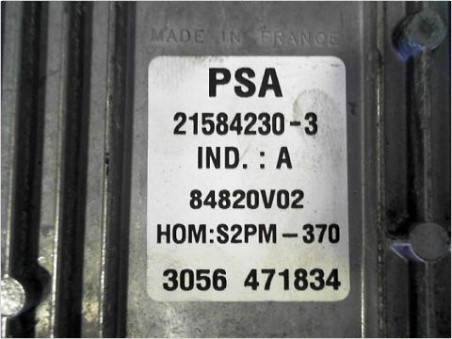 MADE IN FRANCE
PSA
21584230-3
IND. : A
84820V02
HOM:S2PM-370
3056 471834